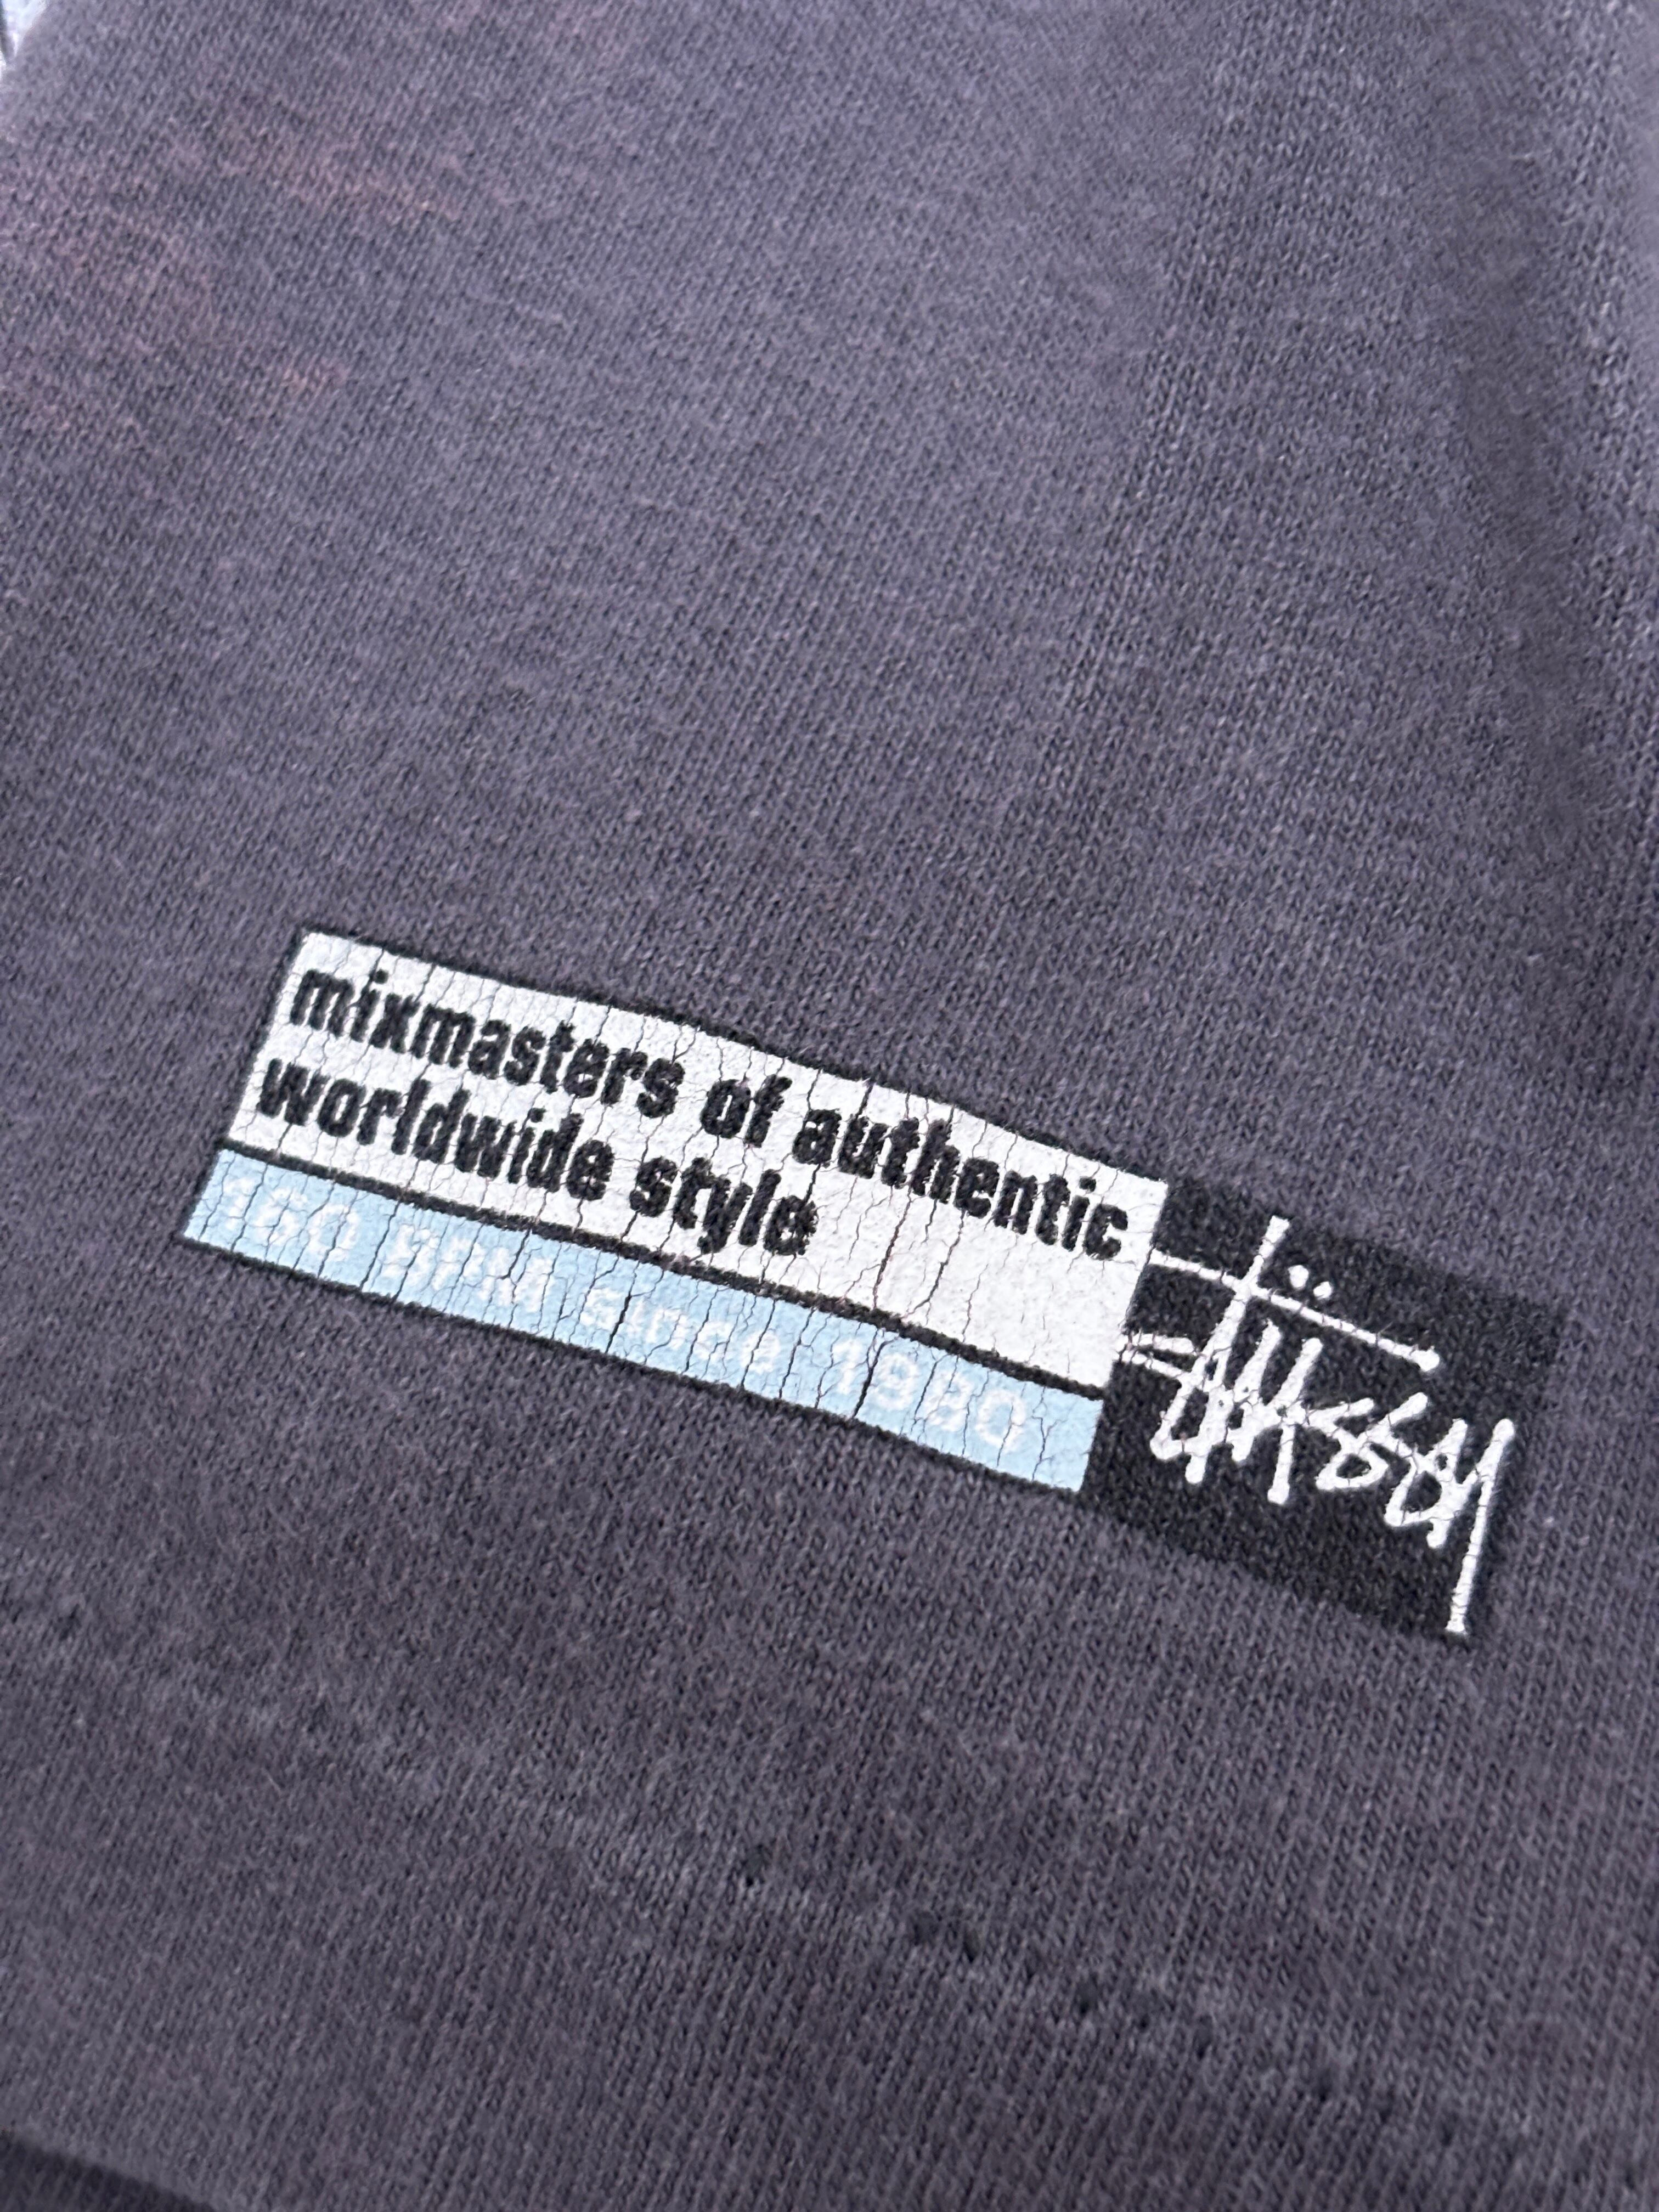 mixmasters of authentic
worldwide style
160 BPM since 1980
Stüssy